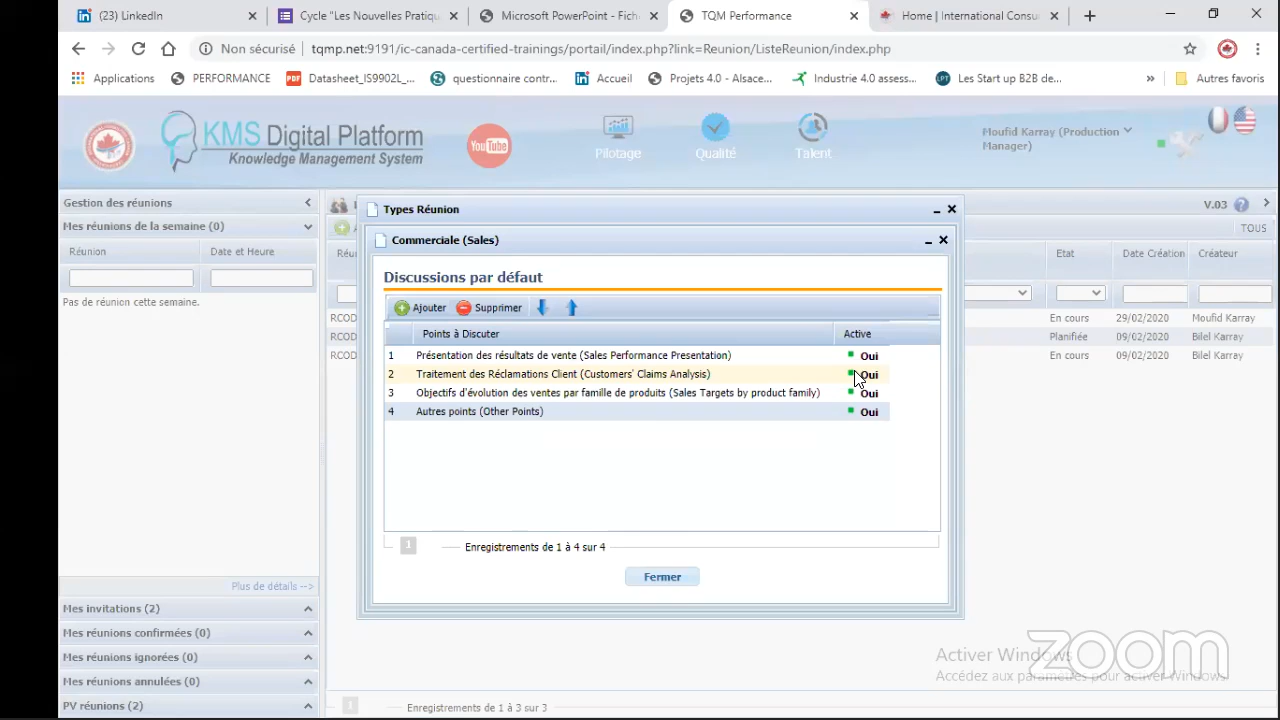 (23) LinkedIn
Cycle "Les Nouvelles Pratiqu
Microsoft PowerPoint - Fich
TQM Performance
Home | International Consu
Non sécurisé
tqmp.net:9191/ic-canada-certified-trainings/portail/index.php?link=Reunion/ListeReunion/index.php
Applications
PERFORMANCE
PDF
Datasheet_IS9902L_...
questionnaire contr...
Accueil
Projets 4.0 - Alsace...
Industrie 4.0 assess...
LPT
Les Start up B2B de...
»
Autres favoris
KMS Digital Platform
Knowledge Management System
YouTube
Pilotage
Qualité
Talent
Moufid Karray (Production
Manager)
Gestion des réunions
V.03
Mes réunions de la semaine (0)
TOUS
Réunion
Date et Heure
Pas de réunion cette semaine.
Plus de détails -->
Mes invitations (2)
Mes réunions confirmées (0)
Mes réunions ignorées (0)
Mes réunions annulées (0)
PV réunions (2)
Types Réunion
Commerciale (Sales)
Discussions par défaut
Ajouter
Supprimer
Points à Discuter
Active
1 Présentation des résultats de vente (Sales Performance Presentation) Oui
2 Traitement des Réclamations Client (Customers' Claims Analysis) Oui
3 Objectifs d'évolution des ventes par famille de produits (Sales Targets by product family) Oui
4 Autres points (Other Points) Oui
1
Enregistrements de 1 à 4 sur 4
Fermer
Réu
Etat
Date Création
Créateur
RCOD En cours 29/02/2020 Moufid Karray
RCOD Planifiée 09/02/2020 Bilel Karray
RCOD En cours 09/02/2020 Bilel Karray
1
Enregistrements de 1 à 3 sur 3
Activer Windows
Accédez aux paramètres pour activer Windows.
zoom